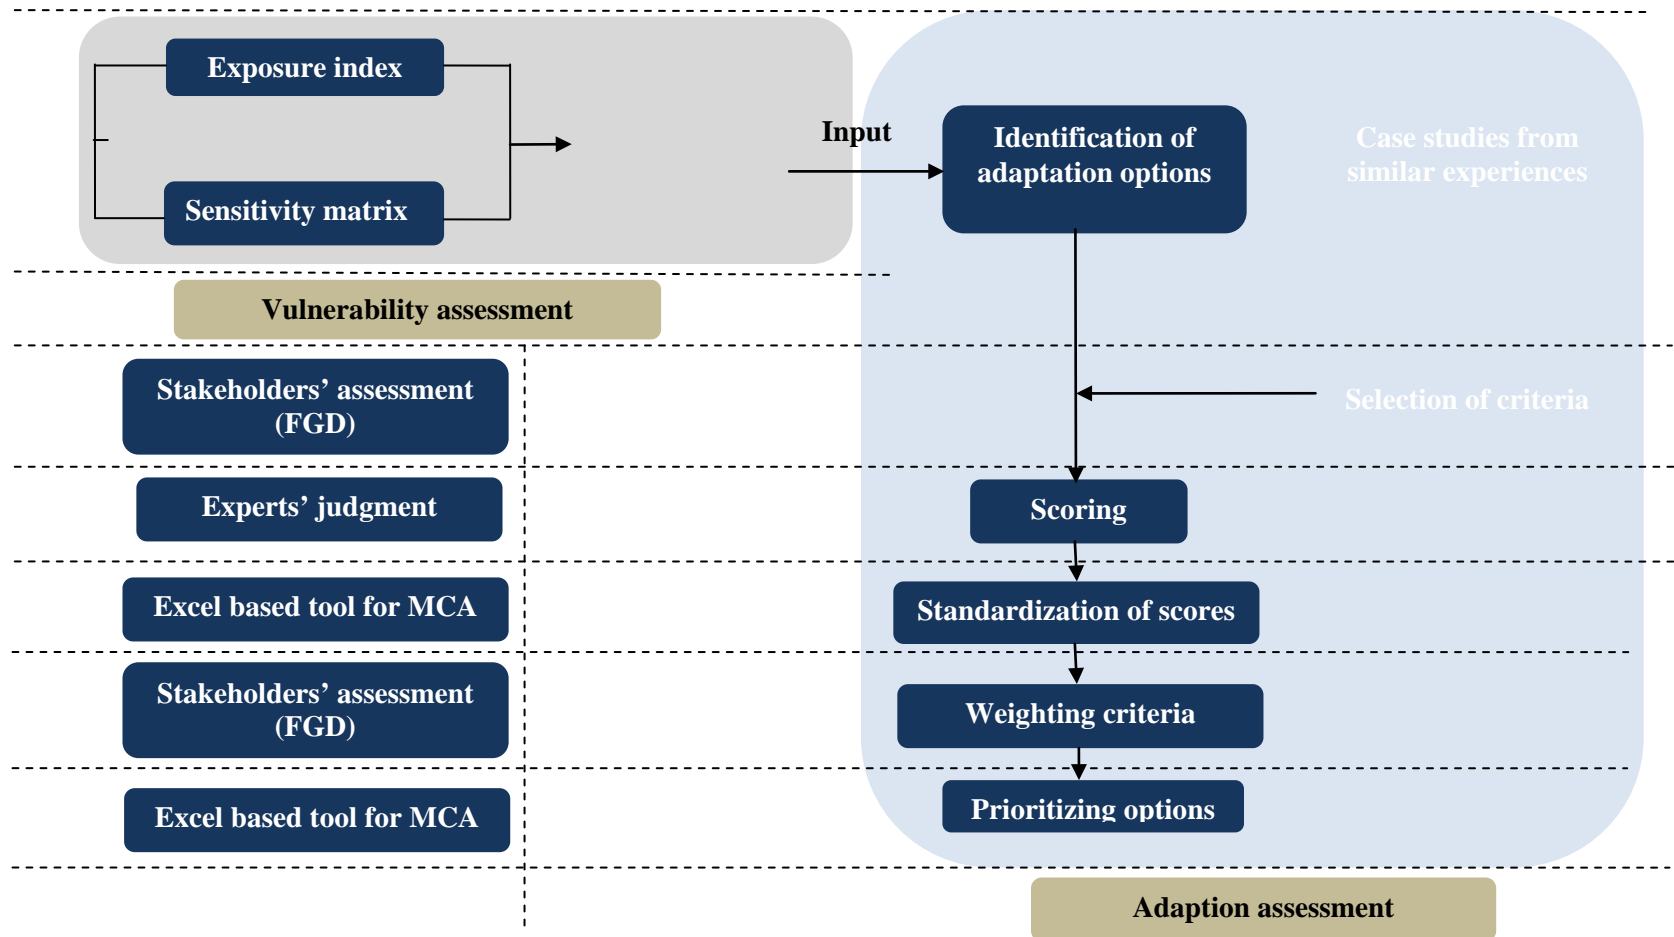 Exposure index
Sensitivity matrix
Input
Identification of
adaptation options
Case studies from
similar experiences
Vulnerability assessment
Stakeholders’ assessment
(FGD)
Selection of criteria
Experts’ judgment
Scoring
Excel based tool for MCA
Standardization of scores
Stakeholders’ assessment
(FGD)
Weighting criteria
Excel based tool for MCA
Prioritizing options
Adaption assessment